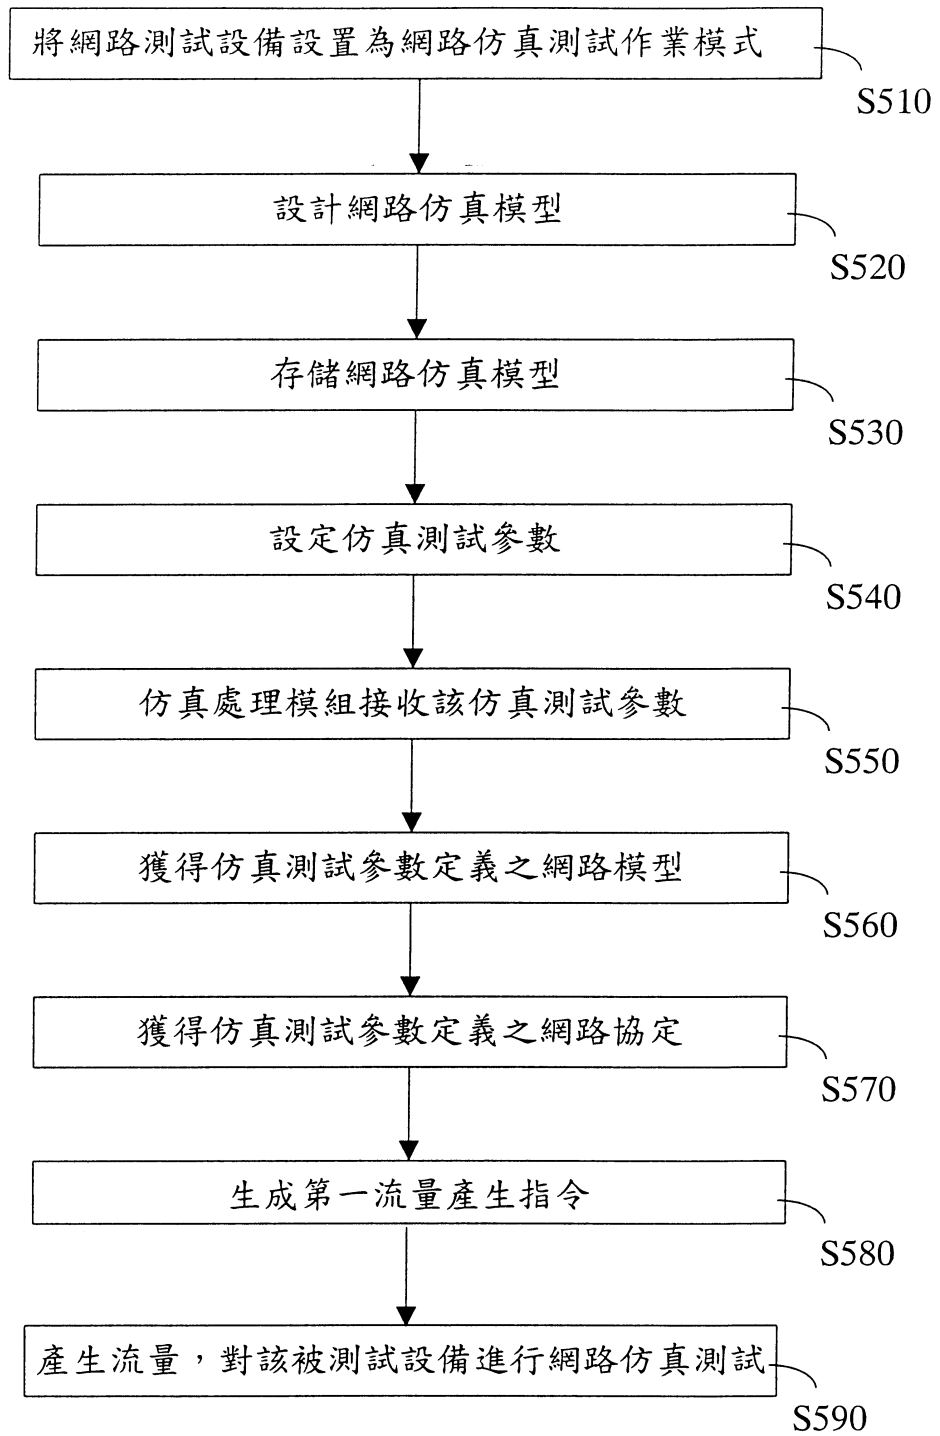 將網路測試設備設置為網路仿真測試作業模式
S510
設計網路仿真模型
S520
存儲網路仿真模型
S530
設定仿真測試參數
S540
仿真處理模組接收該仿真測試參數
S550
獲得仿真測試參數定義之網路模型
S560
獲得仿真測試參數定義之網路協定
S570
生成第一流量產生指令
S580
產生流量，對該被測試設備進行網路仿真測試
S590